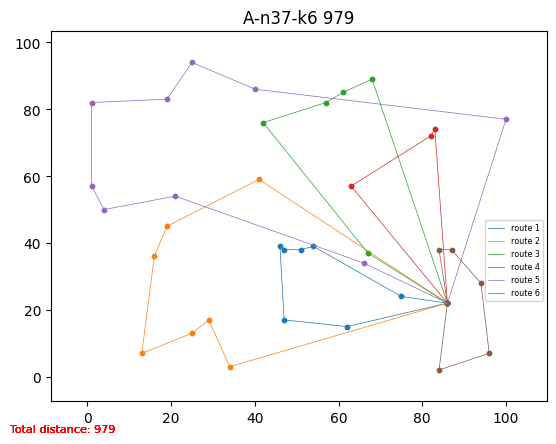 A-n37-k6 979
100
80
60
40
20
0
route 1
route 2
route 3
route 4
route 5
route 6
0 20 40 60 80 100
Total distance: 979